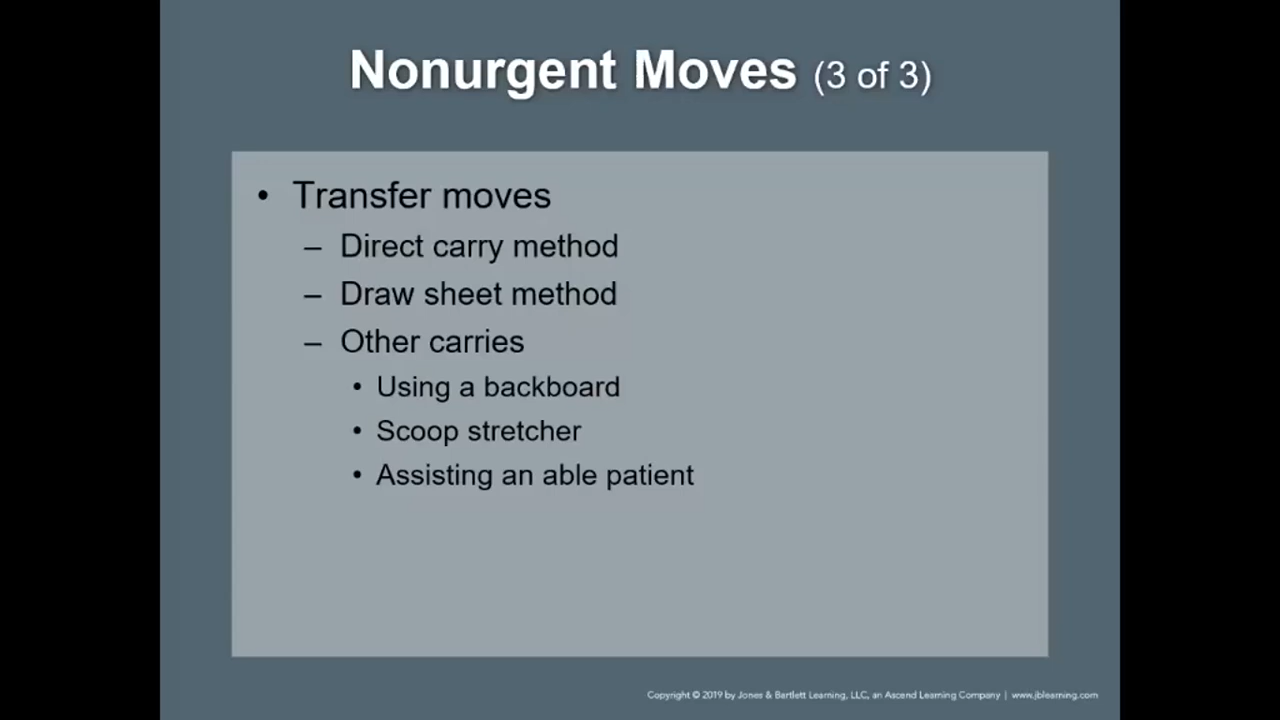 Nonurgent Moves (3 of 3)
• Transfer moves
– Direct carry method
– Draw sheet method
– Other carries
• Using a backboard
• Scoop stretcher
• Assisting an able patient
Copyright © 2019 by Jones & Bartlett Learning, LLC, an Ascend Learning Company | www.jblearning.com